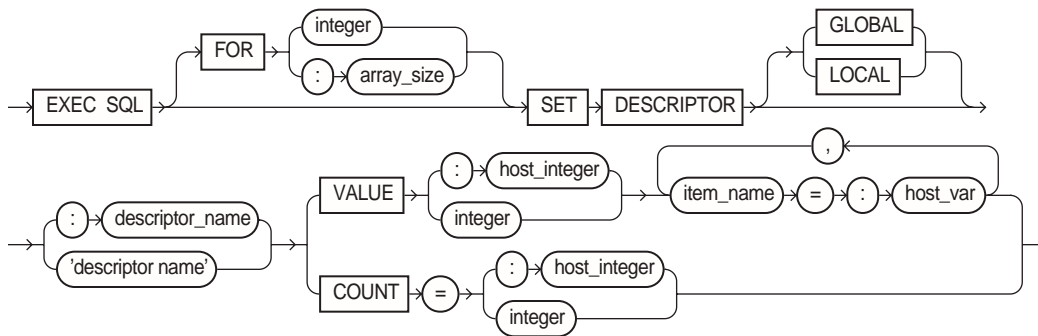 integer
GLOBAL
FOR
: array_size
LOCAL
EXEC SQL SET DESCRIPTOR
,
: host_integer
VALUE item_name = : host_var
: descriptor_name integer
'descriptor name'
: host_integer
COUNT =
integer